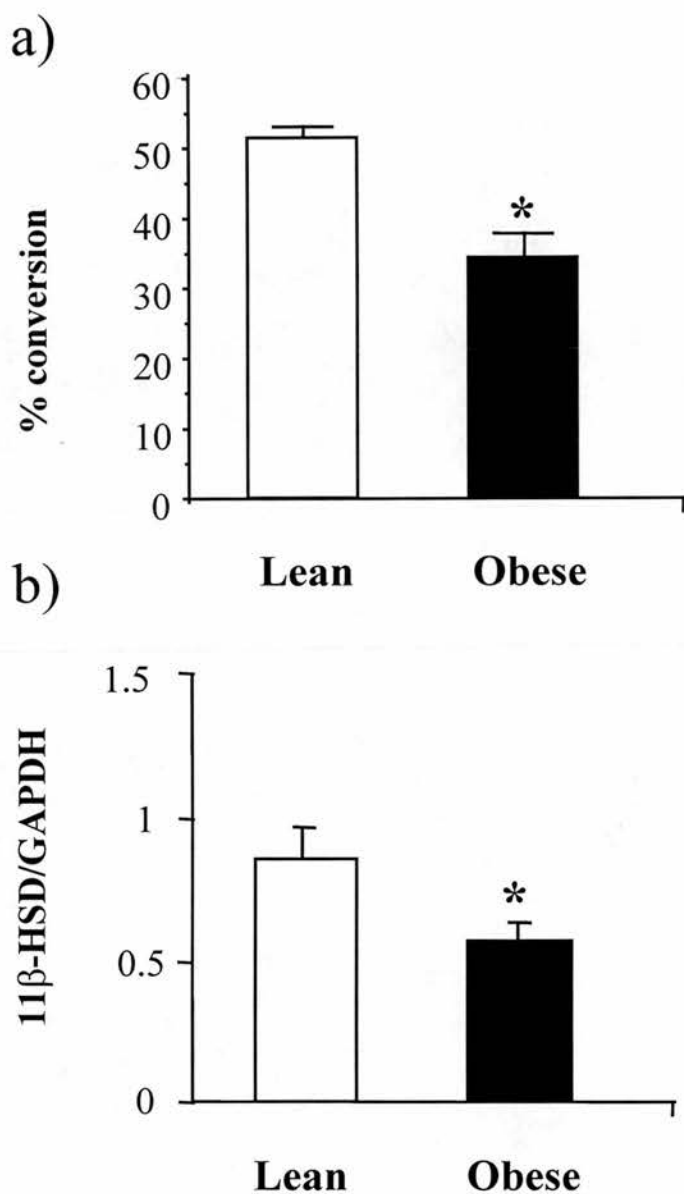 a)
% conversion
60
50
40
30
20
10
0
*
Lean Obese
b)
11β-HSD/GAPDH
1.5
1
0.5
0
*
Lean Obese